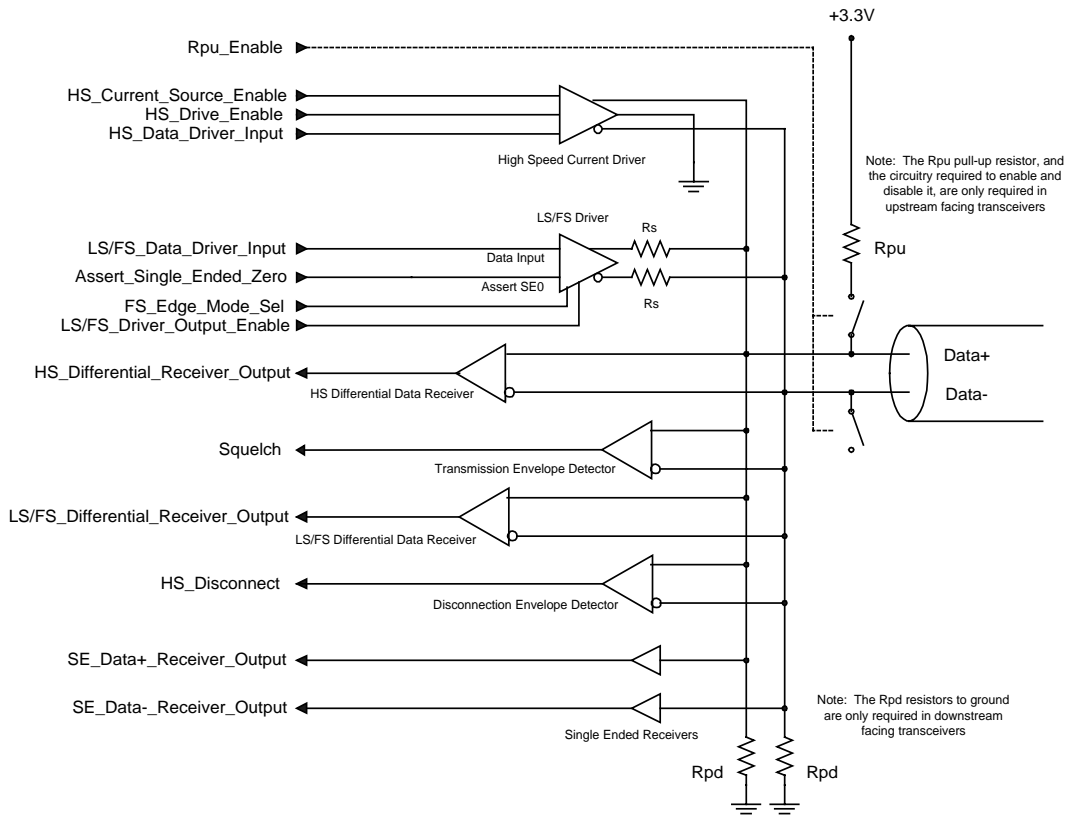 +3.3V
Rpu_Enable
HS_Current_Source_Enable
HS_Drive_Enable
HS_Data_Driver_Input
High Speed Current Driver
Note: The Rpu pull-up resistor, and
the circuitry required to enable and
disable it, are only required in
upstream facing transceivers
LS/FS Driver
Rs
LS/FS_Data_Driver_Input
Data Input
Rpu
Assert_Single_Ended_Zero
Assert SE0
Rs
FS_Edge_Mode_Sel
LS/FS_Driver_Output_Enable
Data+
HS_Differential_Receiver_Output
HS Differential Data Receiver
Data-
Squelch
Transmission Envelope Detector
LS/FS_Differential_Receiver_Output
LS/FS Differential Data Receiver
HS_Disconnect
Disconnection Envelope Detector
SE_Data+_Receiver_Output
SE_Data-_Receiver_Output
Single Ended Receivers
Note: The Rpd resistors to ground
are only required in downstream
facing transceivers
Rpd
Rpd